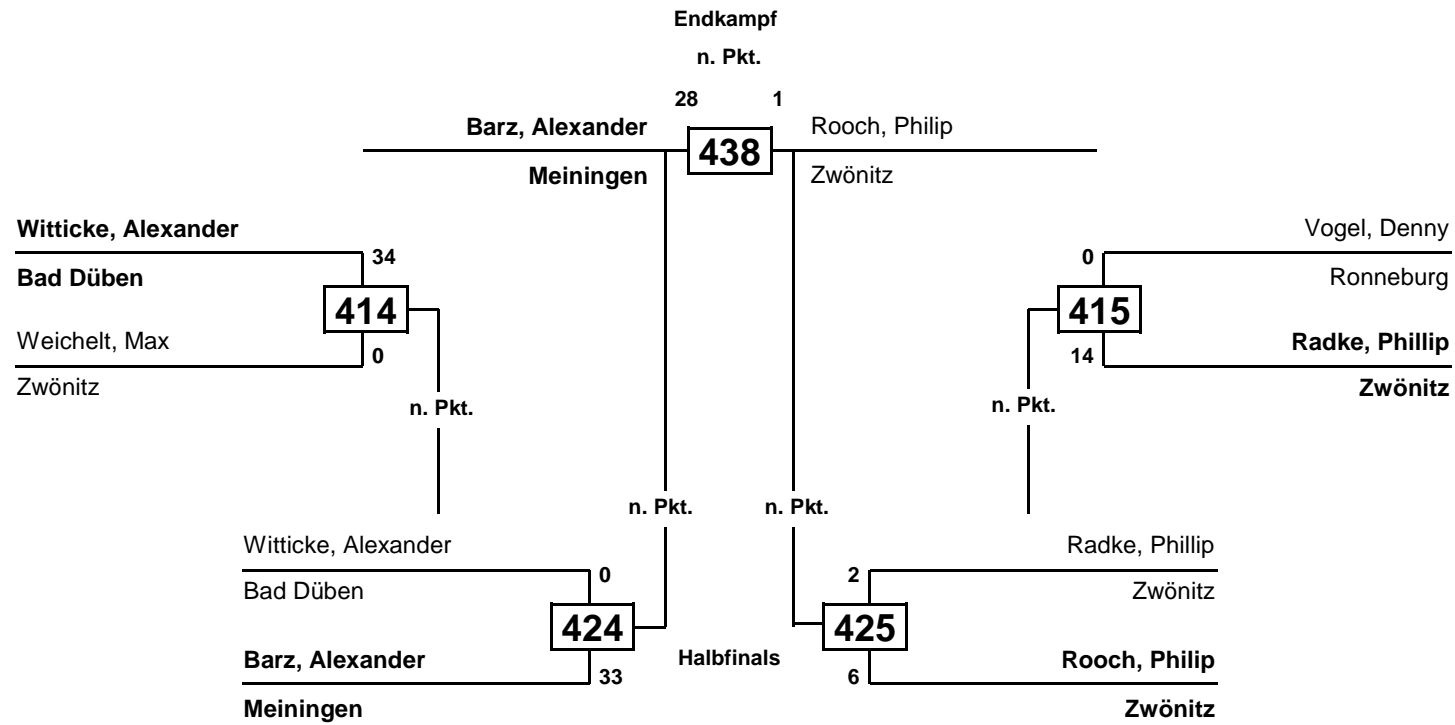 Endkampf
n. Pkt.
28 1
Barz, Alexander 438 Rooch, Philip
Meiningen Zwönitz
Witticke, Alexander
34
Bad Düben
414
Weichelt, Max
0
Zwönitz
n. Pkt.
Vogel, Denny
0
Ronneburg
415
Radke, Phillip
14
Zwönitz
n. Pkt.
n. Pkt. n. Pkt.
Witticke, Alexander
0
Bad Düben
424
Barz, Alexander
33
Meiningen
Halbfinals
Radke, Phillip
2
Zwönitz
425
Rooch, Philip
6
Zwönitz